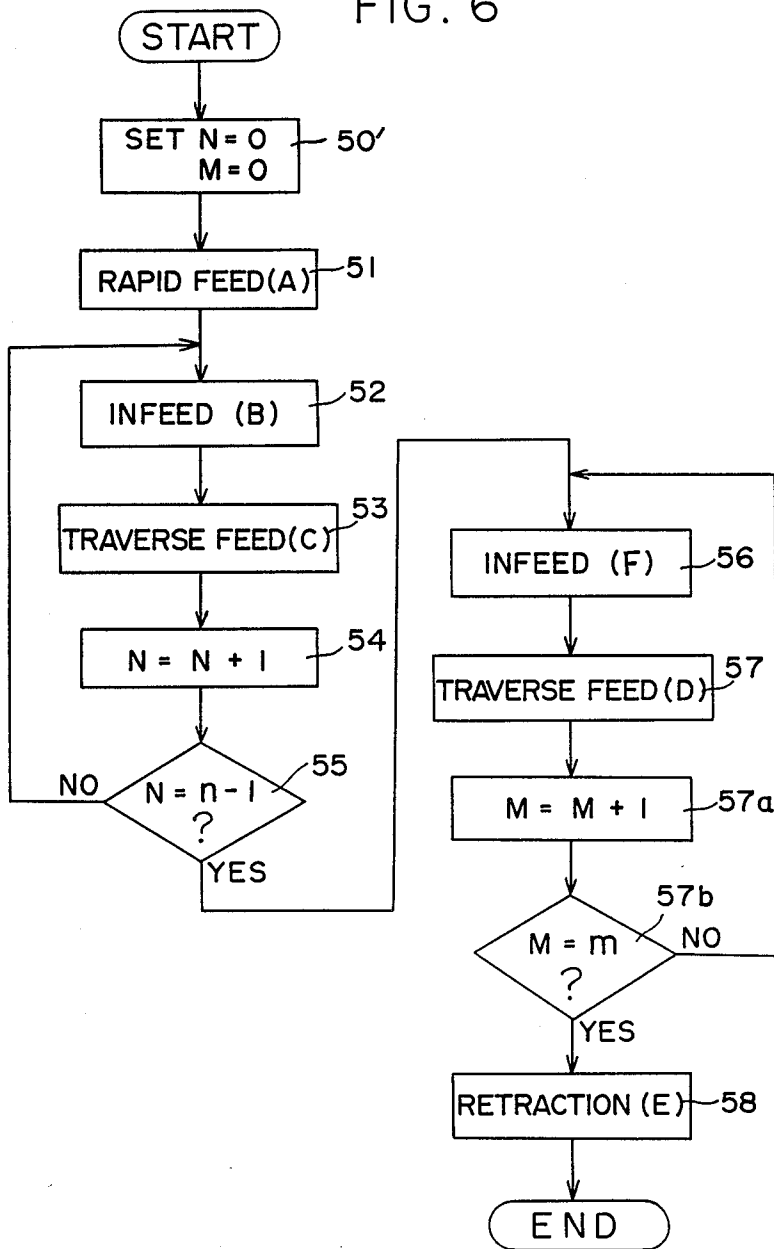 FIG. 6
START
SET N=0
M=0
50'
RAPID FEED(A)
51
INFEED (B)
52
TRAVERSE FEED(C)
53
N = N + 1
54
N = n-1
?
55
NO
YES
INFEED (F)
56
TRAVERSE FEED(D)
57
M = M + 1
57a
M = m
?
57b
NO
YES
RETRACTION (E)
58
END